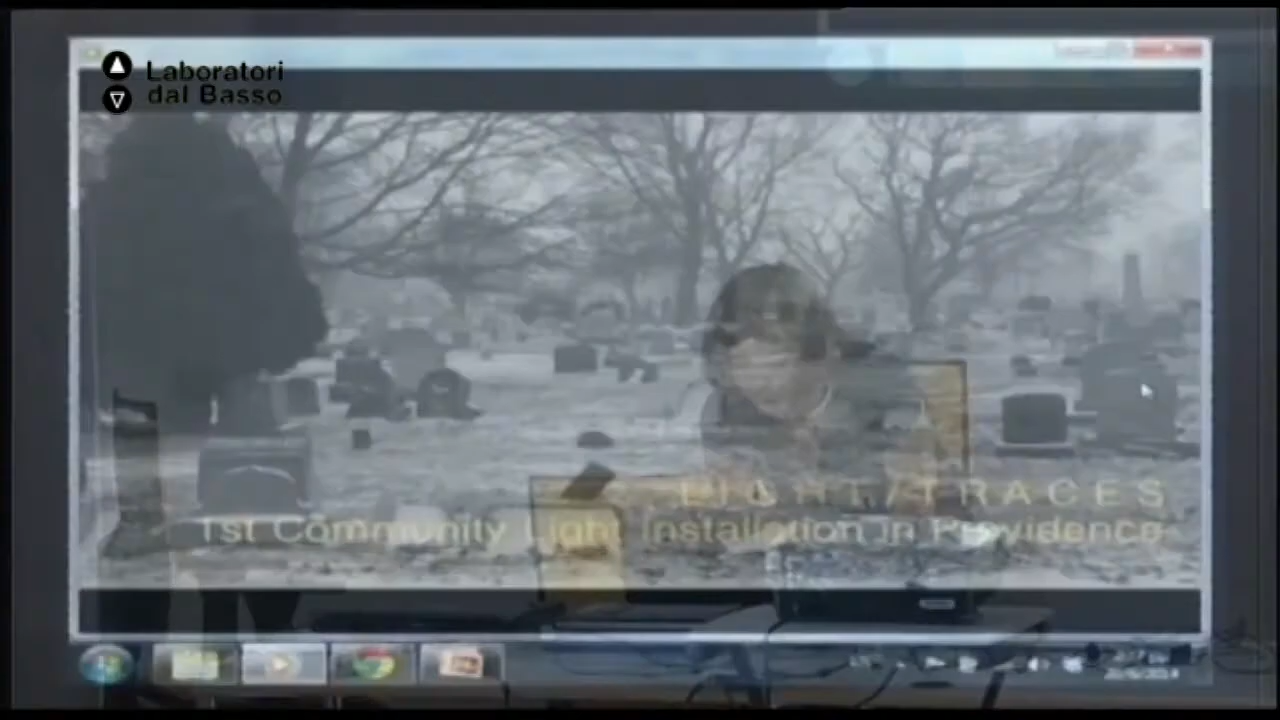 Laboratori
dal Basso
LIGHT/TRACES
1st Community Light Installation in Providence